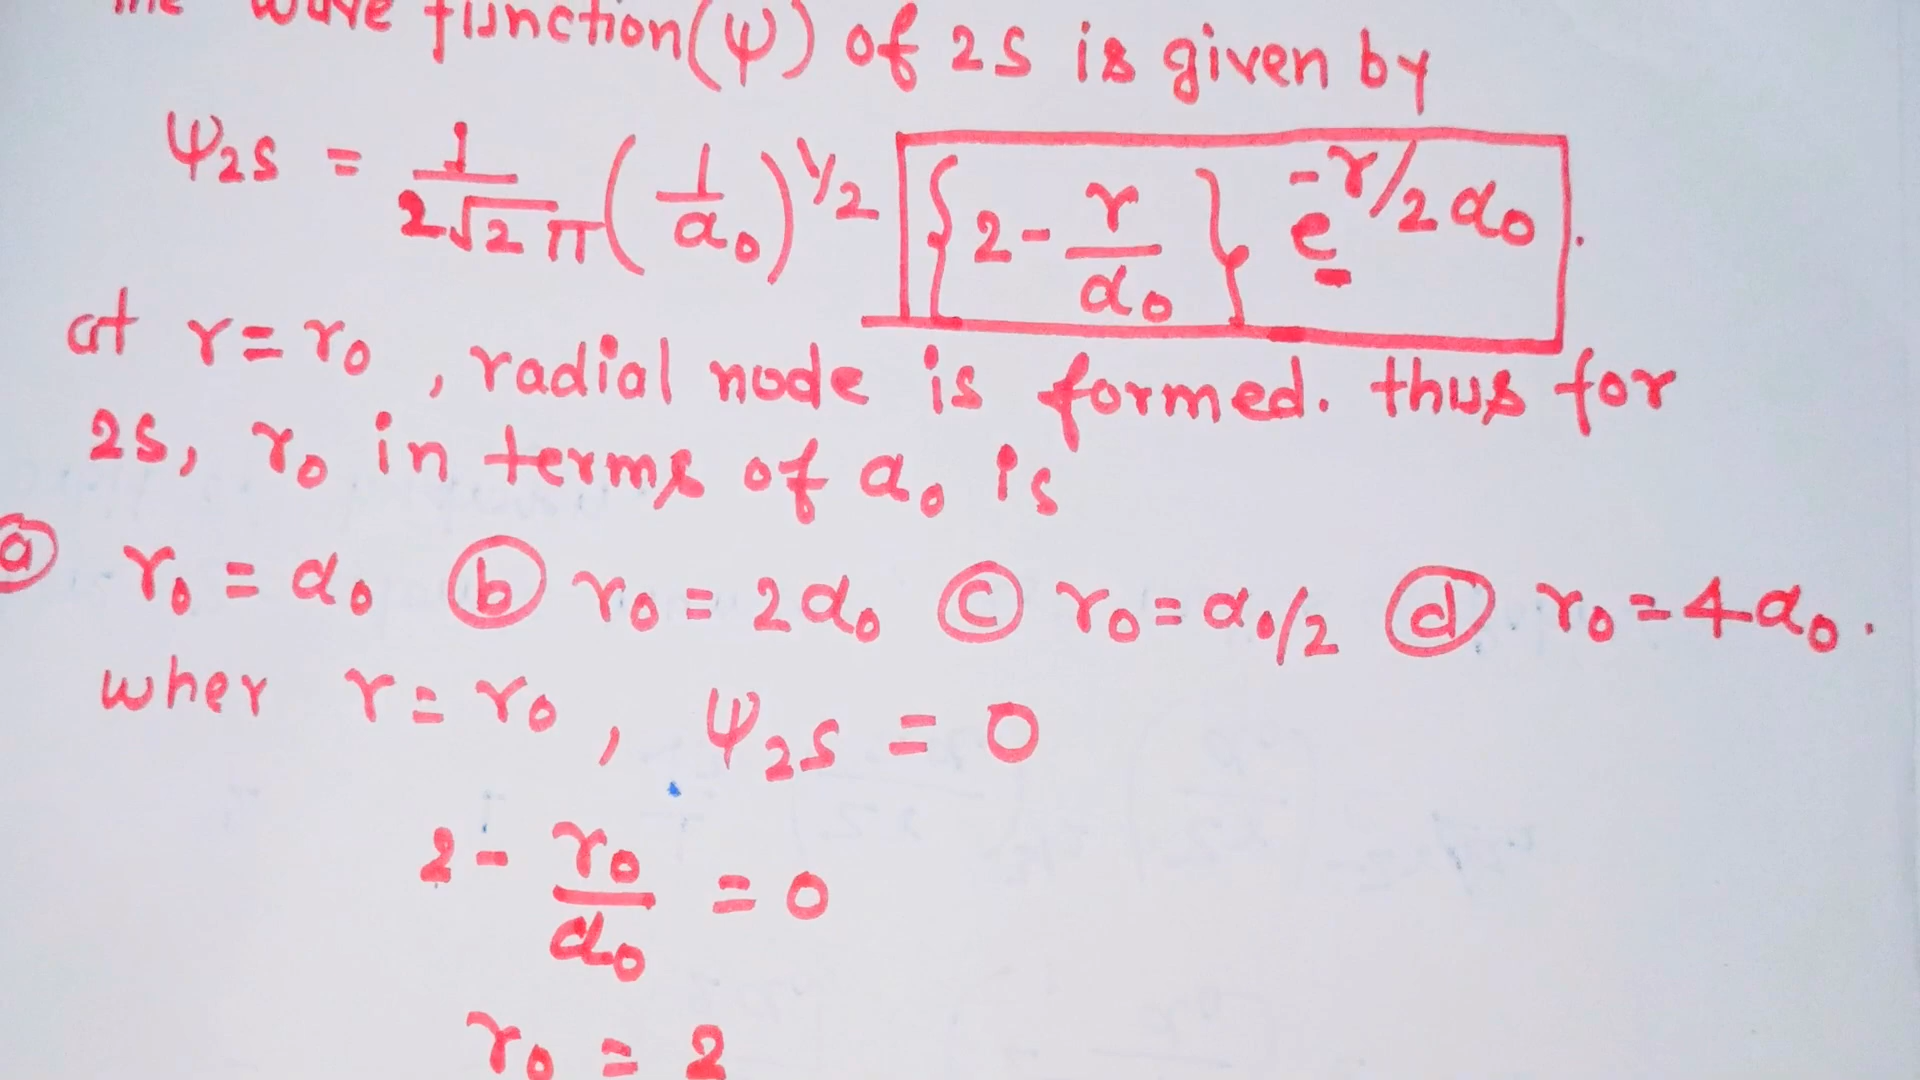 The wave function(ψ) of 2s is given by
ψ2s = 1/2√2π (1/a₀)^1/2 [{2 - r/a₀} e^-r/2a₀].
at r = r₀, radial node is formed. thus for
2s, r₀ in terms of a₀ is
(a) r₀ = a₀ (b) r₀ = 2a₀ (c) r₀ = a₀/2 (d) r₀ = 4a₀.
wher r = r₀, ψ2s = 0
2 - r₀/a₀ = 0
r₀ = 2